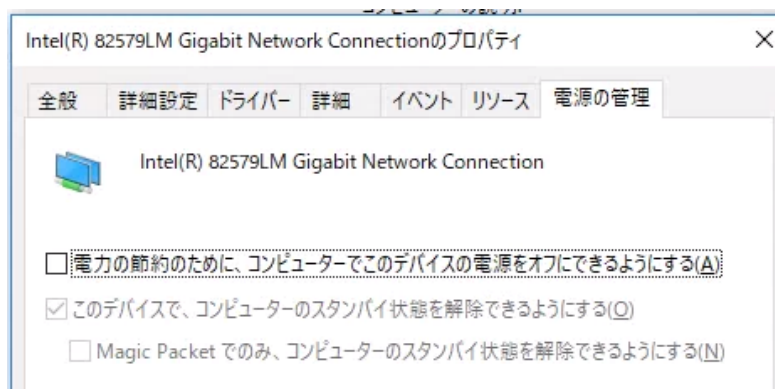 Intel(R) 82579LM Gigabit Network Connectionのプロパティ
全般 詳細設定 ドライバー 詳細 イベント リソース 電源の管理
Intel(R) 82579LM Gigabit Network Connection
電力の節約のために、コンピューターでこのデバイスの電源をオフにできるようにする(A)
このデバイスで、コンピューターのスタンバイ状態を解除できるようにする(O)
Magic Packet でのみ、コンピューターのスタンバイ状態を解除できるようにする(N)